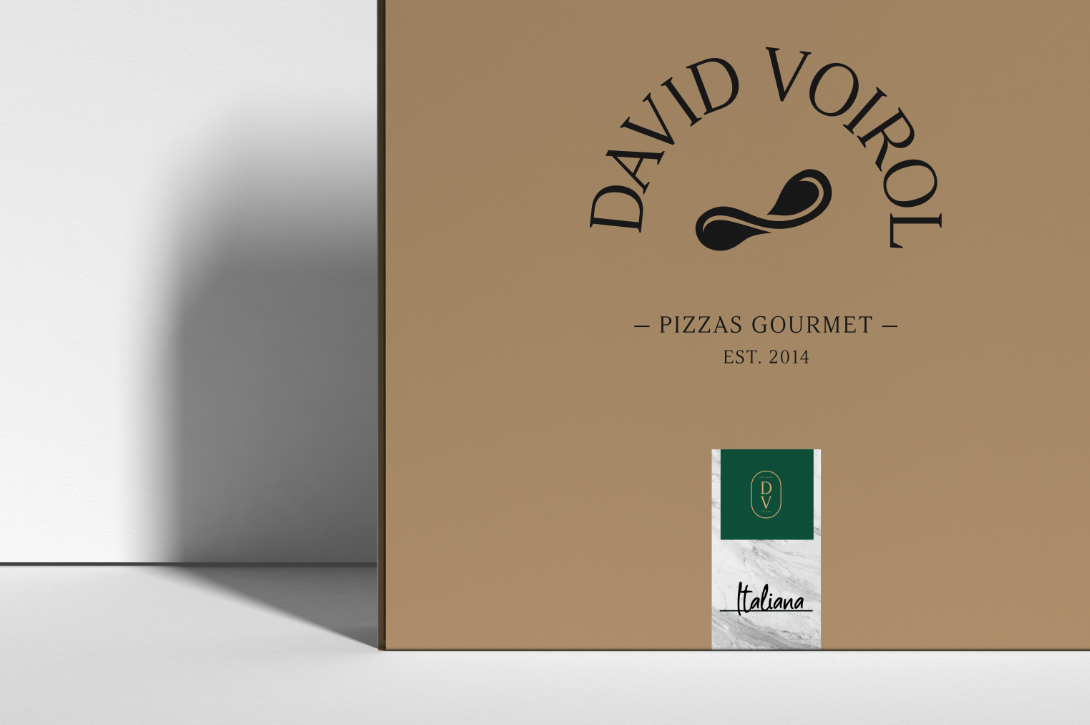 DAVID VOIROL
— PIZZAS GOURMET —
EST. 2014
D
V
Italiana